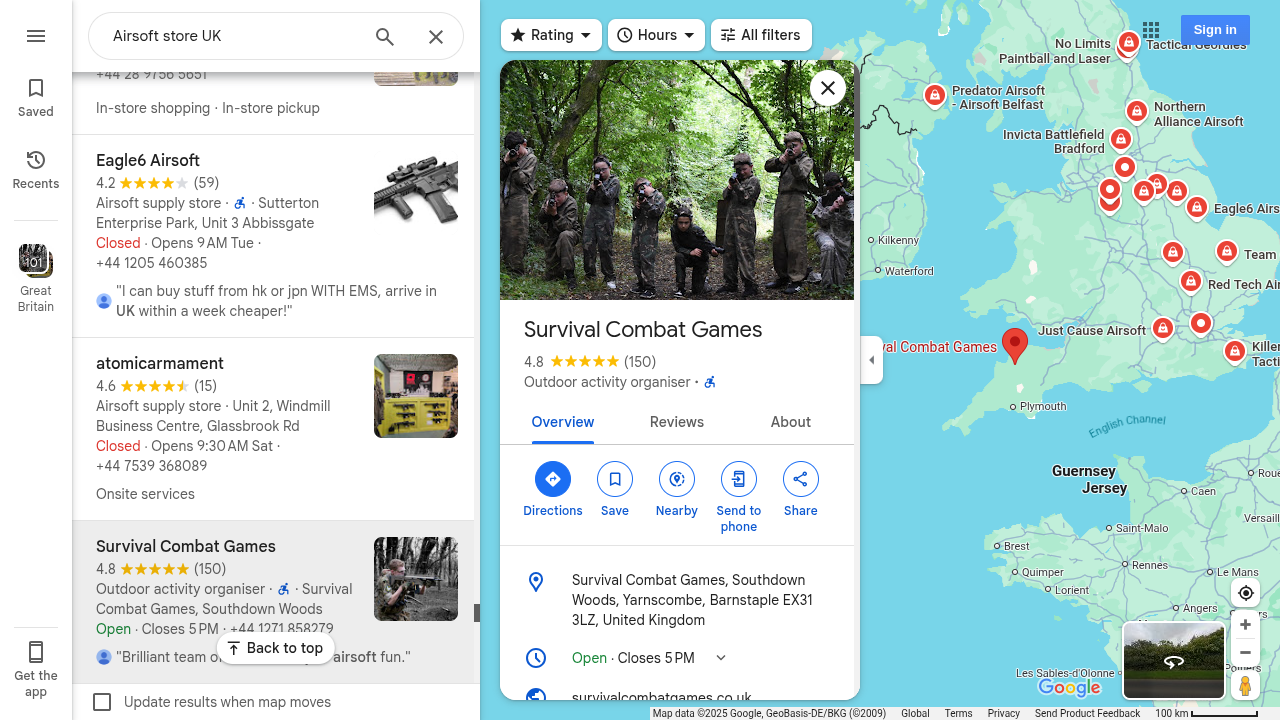 Airsoft store UK
Rating
Hours
All filters
Sign in
Saved
Recents
101
Great
Britain
Get the
app
+44 28 9756 5651
In-store shopping · In-store pickup
Eagle6 Airsoft
4.2 (59)
Airsoft supply store · · Sutterton
Enterprise Park, Unit 3 Abbissgate
Closed · Opens 9 AM Tue ·
+44 1205 460385
"I can buy stuff from hk or jpn WITH EMS, arrive in
UK within a week cheaper!"
atomicarmament
4.6 (15)
Airsoft supply store · Unit 2, Windmill
Business Centre, Glassbrook Rd
Closed · Opens 9:30 AM Sat ·
+44 7539 368089
Onsite services
Survival Combat Games
4.8 (150)
Outdoor activity organiser · · Survival
Combat Games, Southdown Woods
Open · Closes 5 PM · +44 1271 858279
"Brilliant team airsoft fun."
Back to top
Update results when map moves
Survival Combat Games
4.8 (150)
Outdoor activity organiser ·
Overview
Reviews
About
Directions
Save
Nearby
Send to
phone
Share
Survival Combat Games, Southdown
Woods, Yarnscombe, Barnstaple EX31
3LZ, United Kingdom
Open · Closes 5 PM
survivalcombatgames.co.uk
No Limits
Paintball and Laser
Tactical Geordies
Predator Airsoft
- Airsoft Belfast
Northern
Alliance Airsoft
Invicta Battlefield
Bradford
Eagle6 Airs
Kilkenny
Waterford
Team
Red Tech Air
Just Cause Airsoft
val Combat Games
Killer
Tacti
Plymouth
English Channel
Guernsey
Jersey
Caen
Roue
Saint-Malo
Versaill
Brest
Rennes
Quimper
Le Mans
Lorient
Angers
Les Sables-d'Olonne
Poitiers
Google
Map data ©2025 Google, GeoBasis-DE/BKG (©2009)
Global
Terms
Privacy
Send Product Feedback
100 km